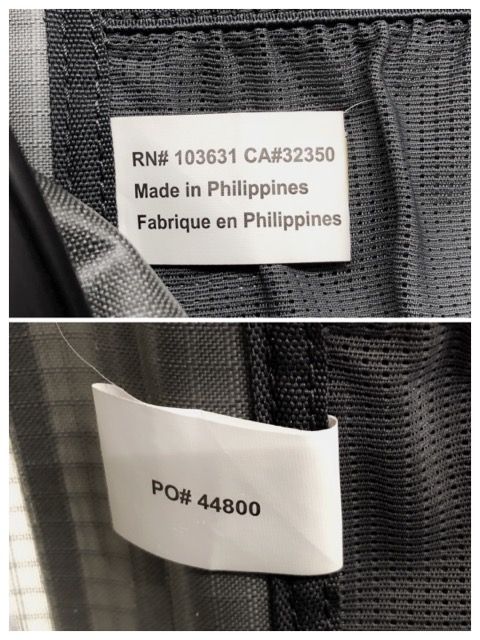 RN# 103631 CA#32350
Made in Philippines
Fabrique en Philippines
PO# 44800